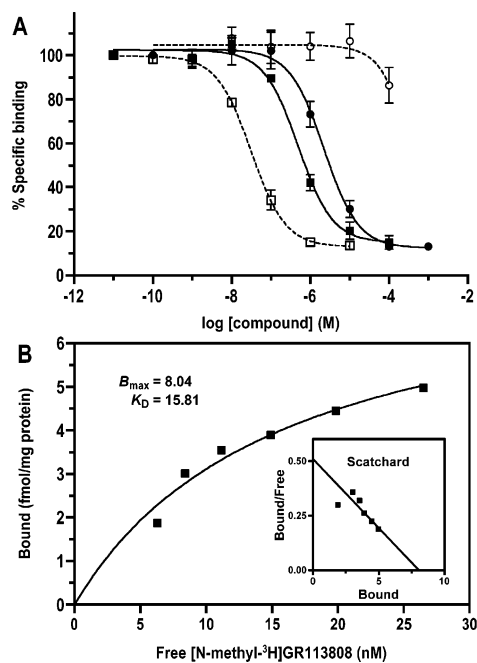 A
% Specific binding
120
100
80
60
40
20
0
-12 -10 -8 -6 -4 -2
log [compound] (M)
B
Bound (fmol/mg protein)
6
5
4
3
2
1
0
Bmax = 8.04
KD = 15.81
Scatchard
Bound/Free
0.50
0.25
0.00
0 5 10
Bound
0 5 10 15 20 25 30
Free [N-methyl-³H]GR113808 (nM)